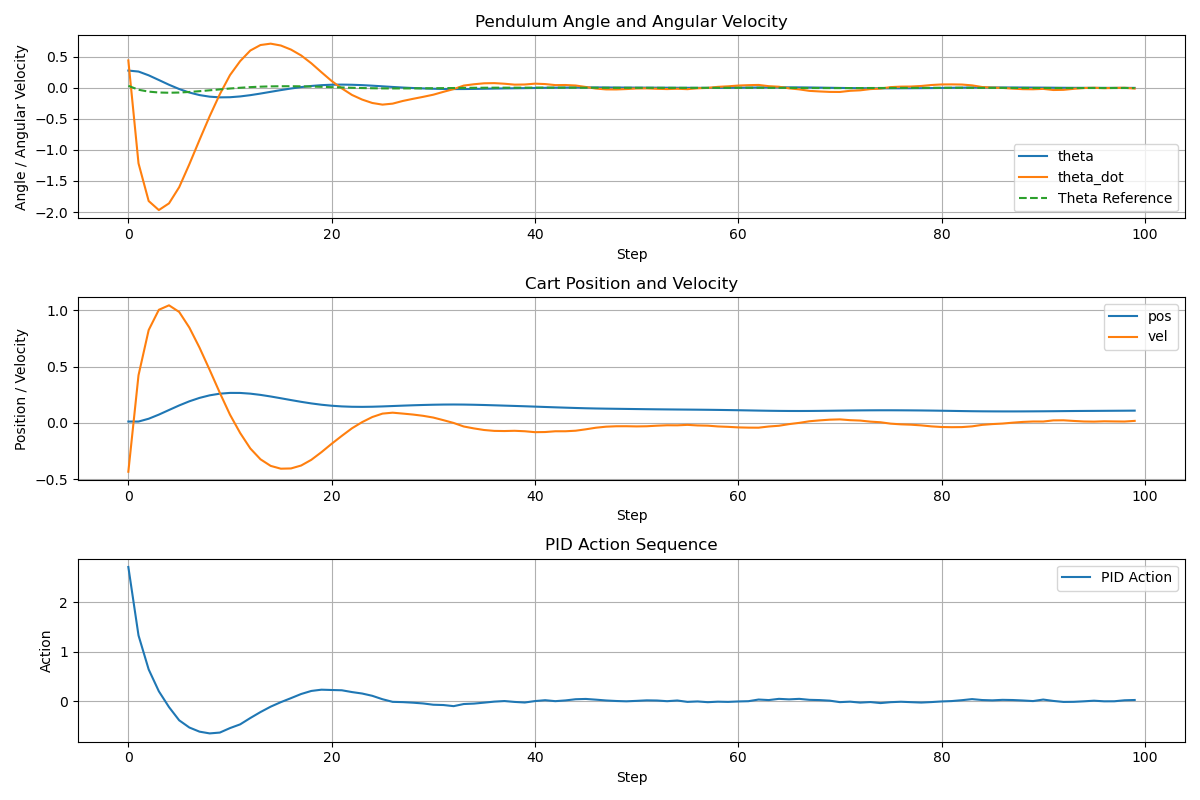 Pendulum Angle and Angular Velocity
Angle / Angular Velocity
0.5
0.0
−0.5
−1.0
−1.5
−2.0
theta
theta_dot
Theta Reference
0 20 40 60 80 100
Step
Cart Position and Velocity
Position / Velocity
1.0
0.5
0.0
−0.5
pos
vel
0 20 40 60 80 100
Step
PID Action Sequence
Action
2
1
0
PID Action
0 20 40 60 80 100
Step